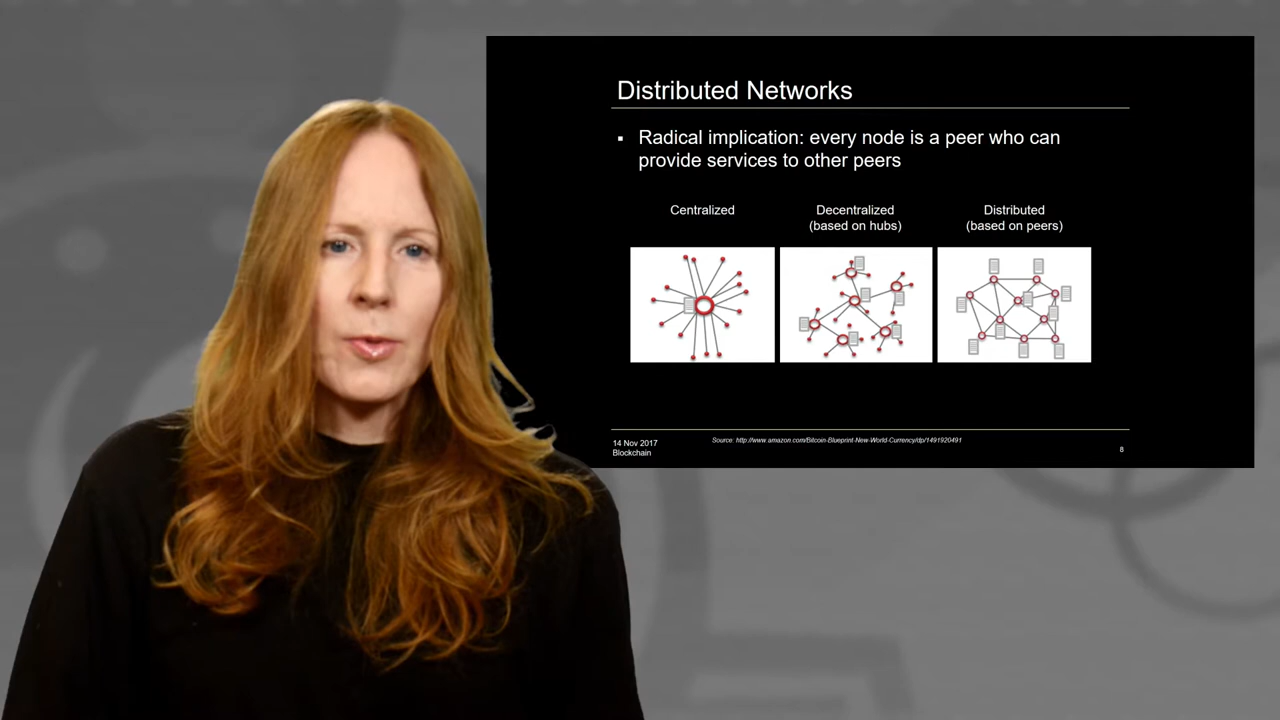 Distributed Networks
▪ Radical implication: every node is a peer who can
provide services to other peers
Centralized
Decentralized
(based on hubs)
Distributed
(based on peers)
14 Nov 2017
Blockchain
Source: http://www.amazon.com/Bitcoin-Blueprint-New-World-Currency/dp/1491920491
8